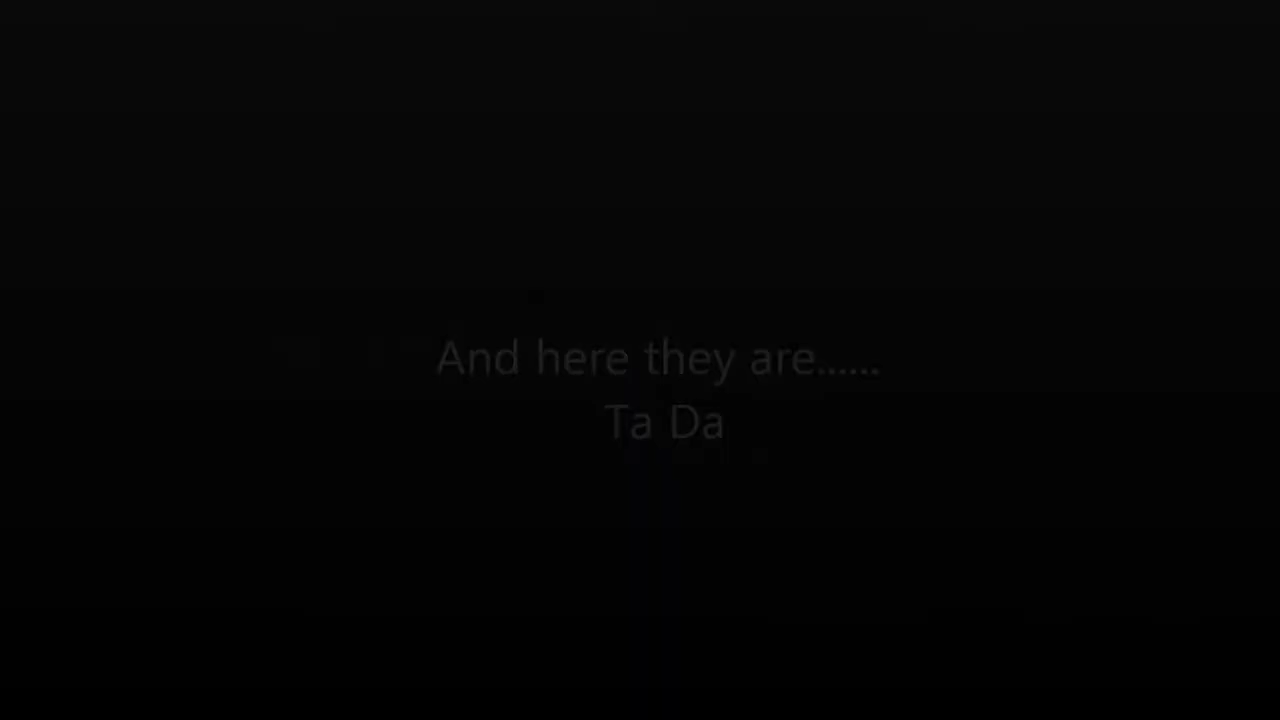 And here they are......
Ta Da